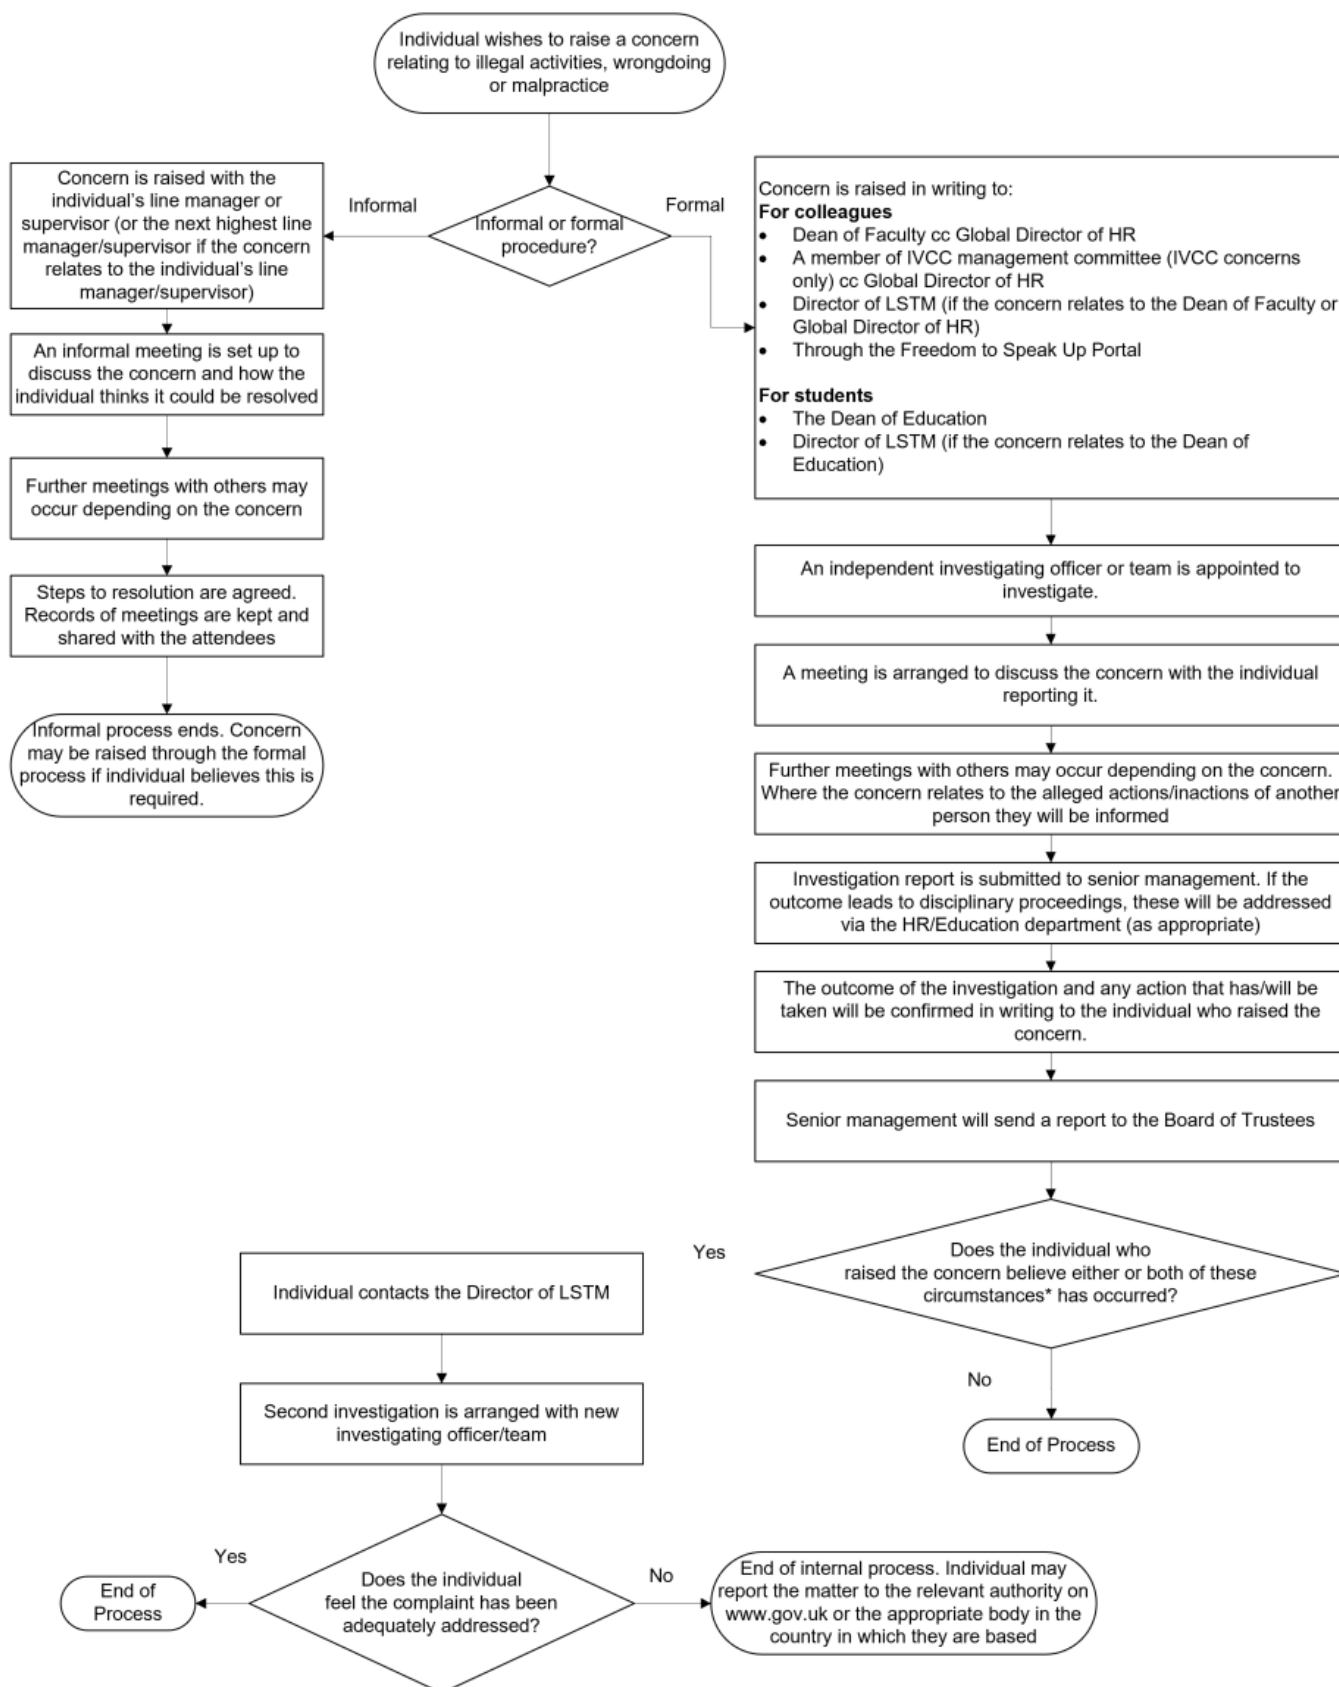 Individual wishes to raise a concern
relating to illegal activities, wrongdoing
or malpractice
Informal or formal
procedure?
Informal
Formal
Concern is raised with the
individual's line manager or
supervisor (or the next highest line
manager/supervisor if the concern
relates to the individual's line
manager/supervisor)
An informal meeting is set up to
discuss the concern and how the
individual thinks it could be resolved
Further meetings with others may
occur depending on the concern
Steps to resolution are agreed.
Records of meetings are kept and
shared with the attendees
Informal process ends. Concern
may be raised through the formal
process if individual believes this is
required.
Concern is raised in writing to:
For colleagues
• Dean of Faculty cc Global Director of HR
• A member of IVCC management committee (IVCC concerns
only) cc Global Director of HR
• Director of LSTM (if the concern relates to the Dean of Faculty or
Global Director of HR)
• Through the Freedom to Speak Up Portal
For students
• The Dean of Education
• Director of LSTM (if the concern relates to the Dean of
Education)
An independent investigating officer or team is appointed to
investigate.
A meeting is arranged to discuss the concern with the individual
reporting it.
Further meetings with others may occur depending on the concern.
Where the concern relates to the alleged actions/inactions of another
person they will be informed
Investigation report is submitted to senior management. If the
outcome leads to disciplinary proceedings, these will be addressed
via the HR/Education department (as appropriate)
The outcome of the investigation and any action that has/will be
taken will be confirmed in writing to the individual who raised the
concern.
Senior management will send a report to the Board of Trustees
Does the individual who
raised the concern believe either or both of these
circumstances* has occurred?
Yes
No
End of Process
Individual contacts the Director of LSTM
Second investigation is arranged with new
investigating officer/team
Does the individual
feel the complaint has been
adequately addressed?
Yes
End of
Process
No
End of internal process. Individual may
report the matter to the relevant authority on
www.gov.uk or the appropriate body in the
country in which they are based